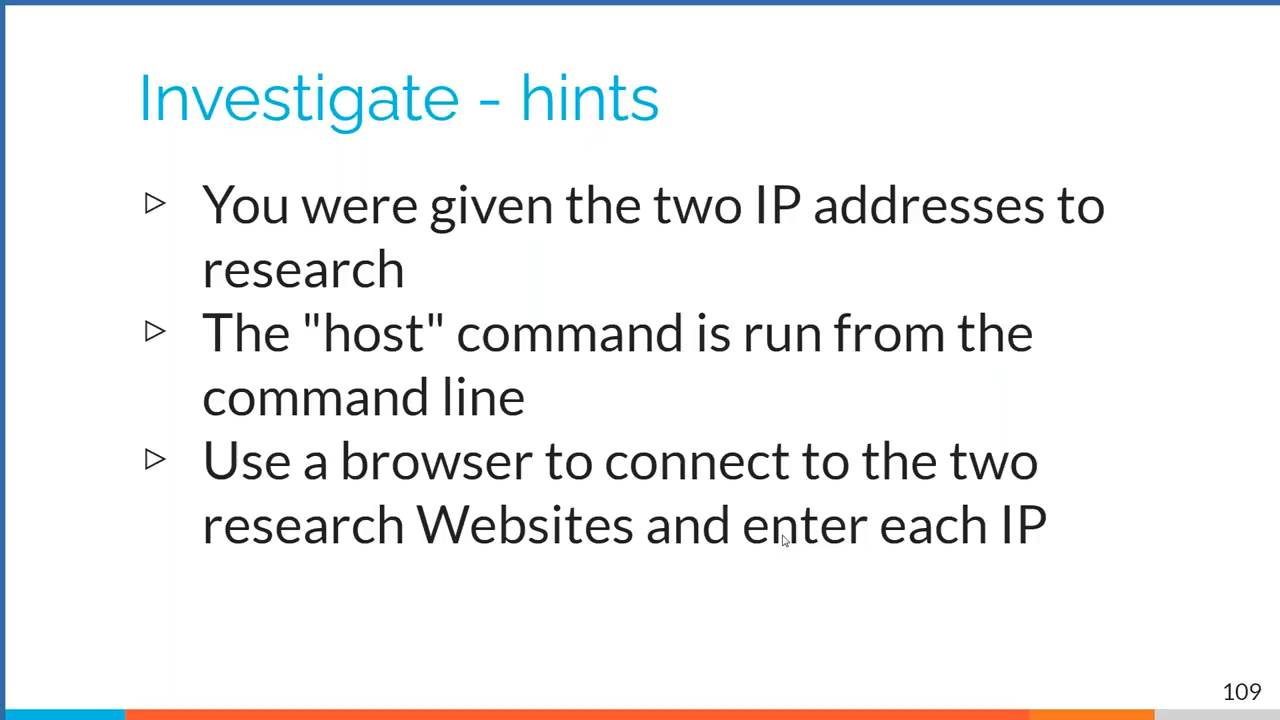 Investigate - hints
You were given the two IP addresses to
research
The "host" command is run from the
command line
Use a browser to connect to the two
research Websites and enter each IP
109